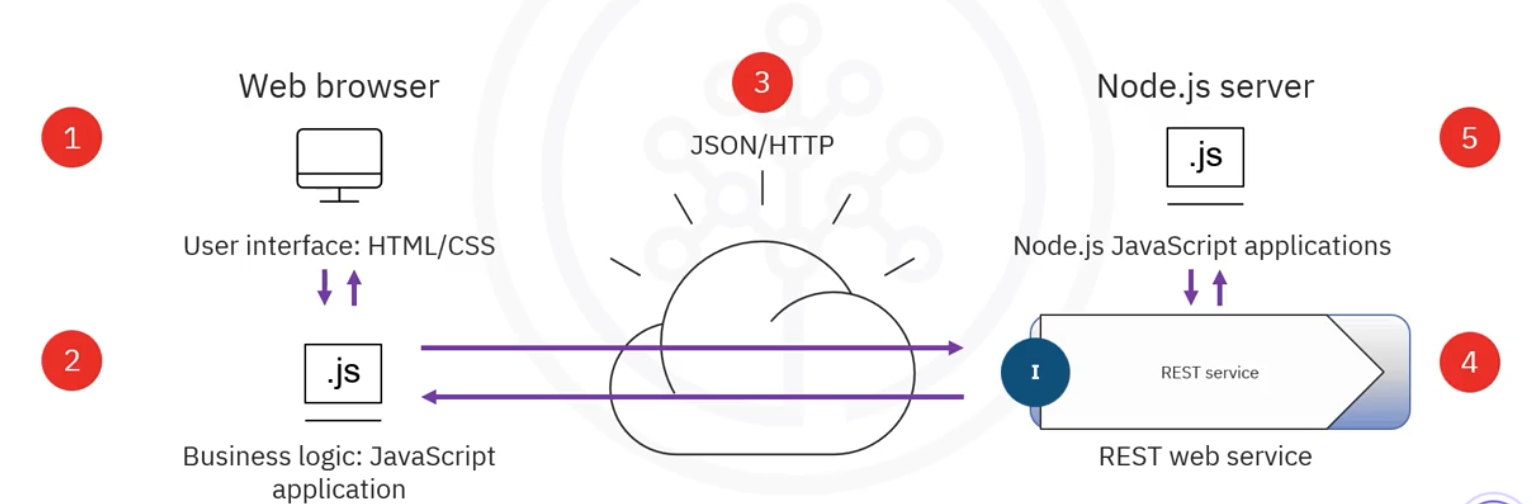 3
Web browser
Node.js server
1
5
JSON/HTTP
.js
User interface: HTML/CSS
Node.js JavaScript applications
2
.js
I
REST service
4
Business logic: JavaScript
application
REST web service